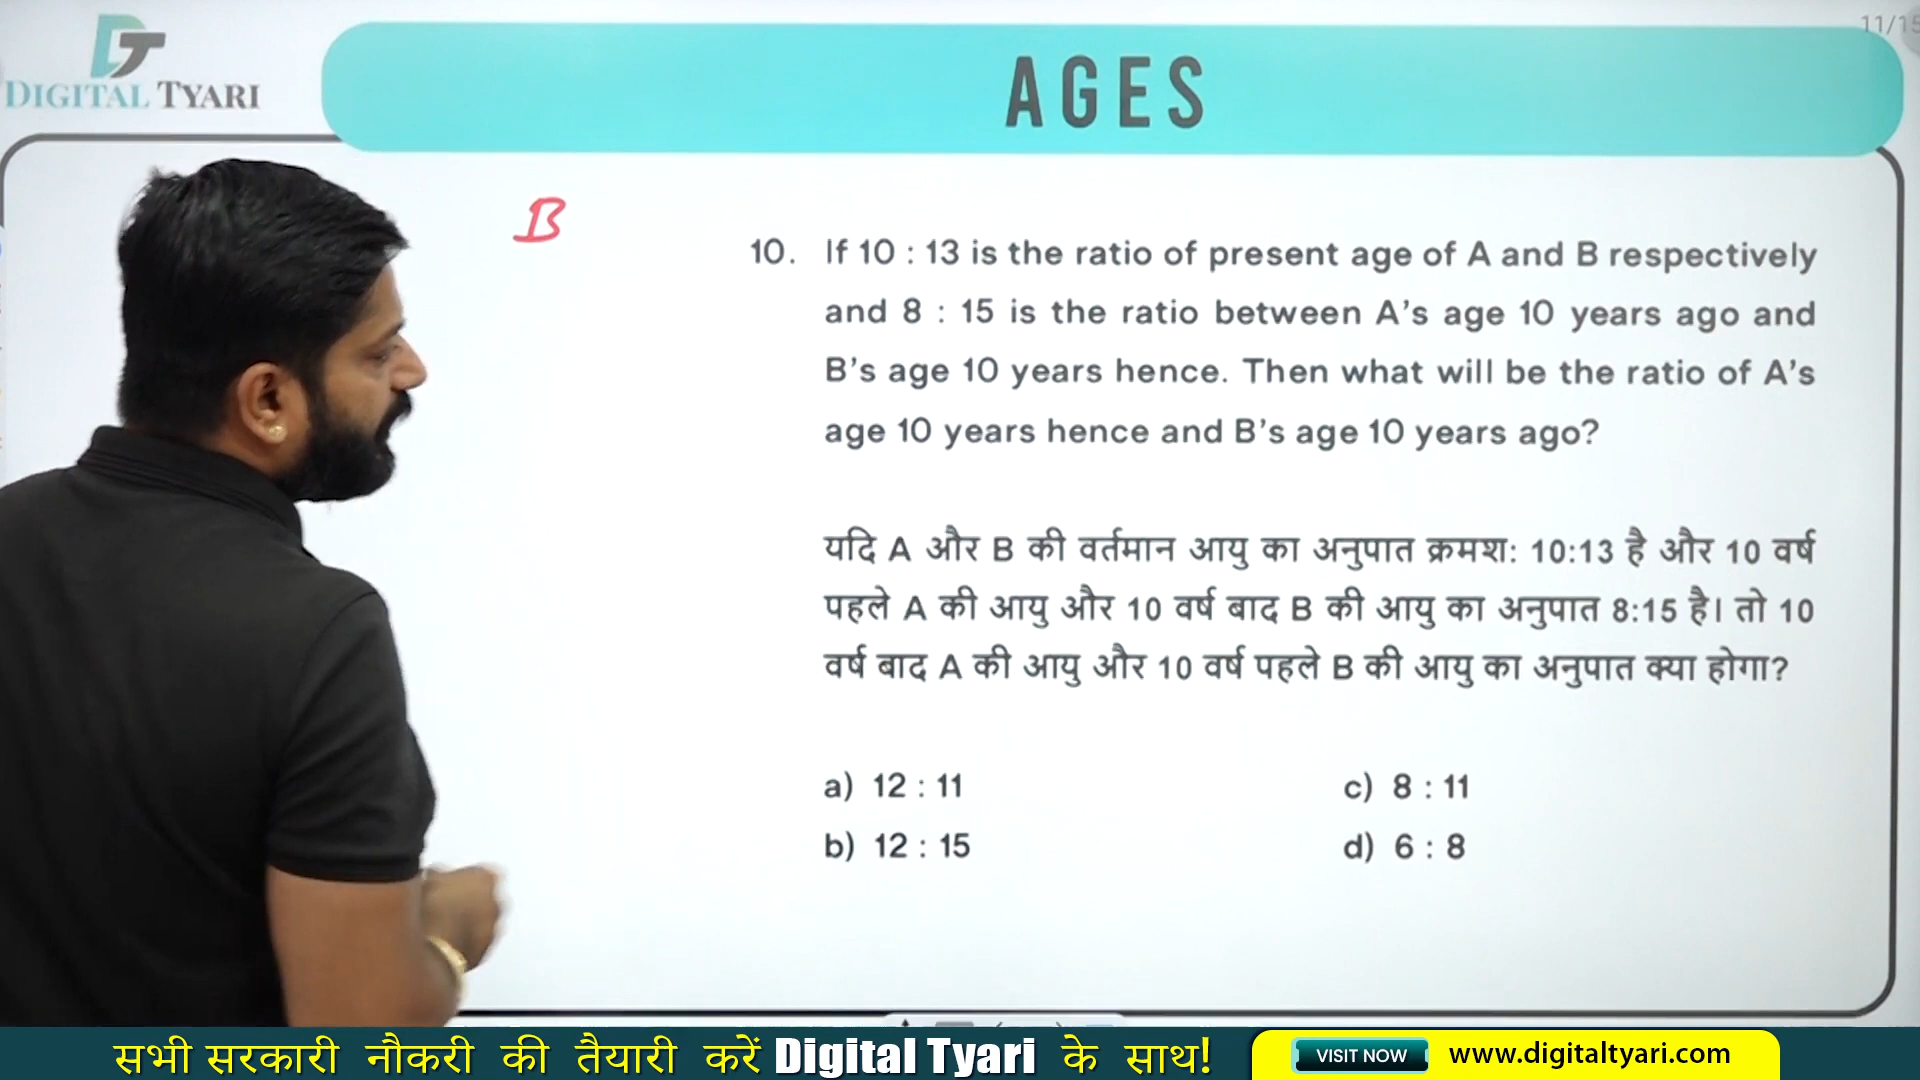 DT
DIGITAL TYARI
AGES
11/15
B
10. If 10 : 13 is the ratio of present age of A and B respectively
and 8 : 15 is the ratio between A's age 10 years ago and
B's age 10 years hence. Then what will be the ratio of A's
age 10 years hence and B's age 10 years ago?
यदि A और B की वर्तमान आयु का अनुपात क्रमश: 10:13 है और 10 वर्ष
पहले A की आयु और 10 वर्ष बाद B की आयु का अनुपात 8:15 है। तो 10
वर्ष बाद A की आयु और 10 वर्ष पहले B की आयु का अनुपात क्या होगा?
a) 12 : 11
c) 8 : 11
b) 12 : 15
d) 6 : 8
सभी सरकारी नौकरी की तैयारी करें Digital Tyari के साथ!
VISIT NOW www.digitaltyari.com